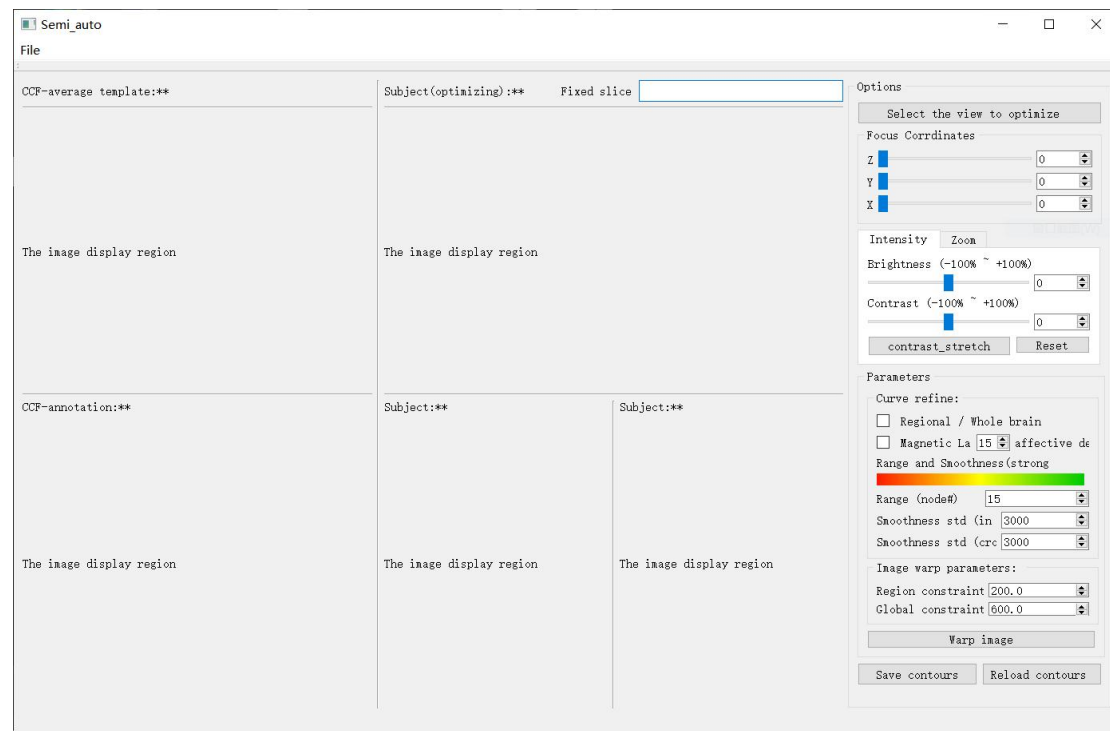 Semi_auto
File
CCF-average template:**
Subject(optimizing):** Fixed slice
The image display region
The image display region
CCF-annotation:**
Subject:**
Subject:**
The image display region
The image display region
The image display region
Options
Select the view to optimize
Focus Corrdinates
Z 0
Y 0
X 0
Intensity Zoom
Brightness (-100% ~ +100%)
0
Contrast (-100% ~ +100%)
0
contrast_stretch Reset
Parameters
Curve refine:
Regional / Whole brain
Magnetic La 15 affective de
Range and Smoothness(strong
Range (node#) 15
Smoothness std (in 3000
Smoothness std (crc 3000
Image warp parameters:
Region constraint 200.0
Global constraint 600.0
Warp image
Save contours Reload contours